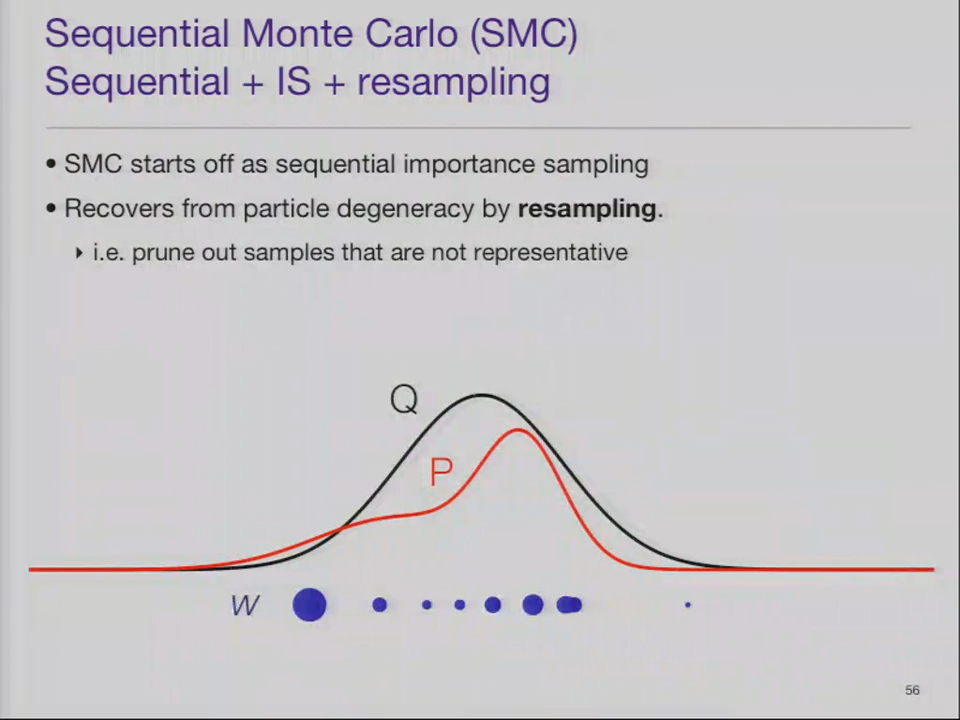 Sequential Monte Carlo (SMC)
Sequential + IS + resampling
• SMC starts off as sequential importance sampling
• Recovers from particle degeneracy by resampling.
‣ i.e. prune out samples that are not representative
Q
P
W
56